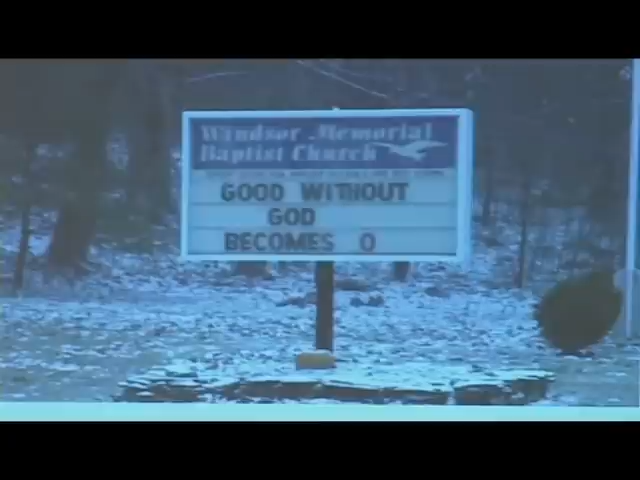 Windsor Memorial
Baptist Church
GOOD WITHOUT
GOD
BECOMES 0